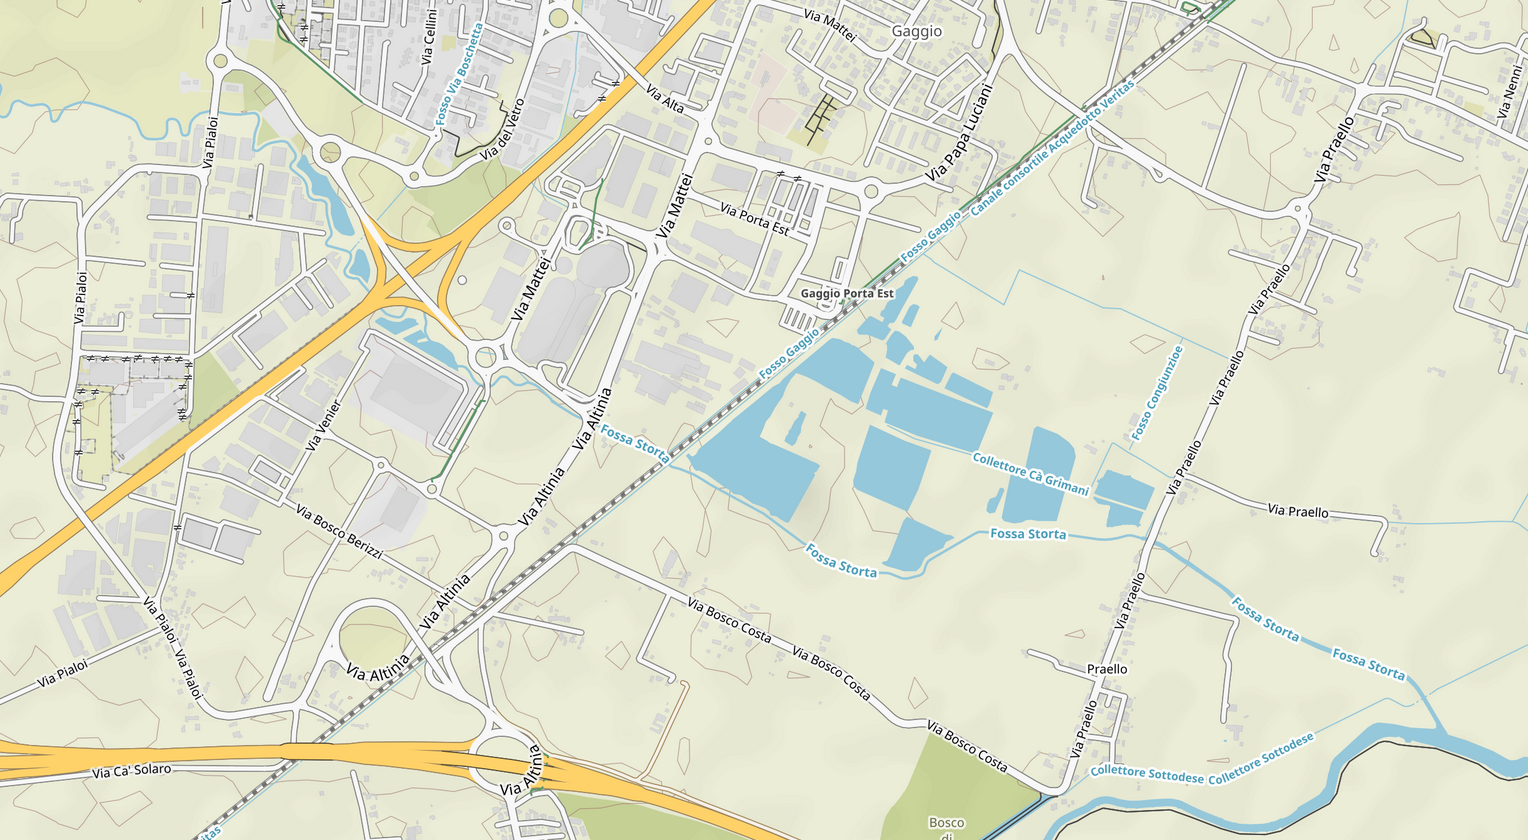 Via Mattei
Gaggio
Via Cellini
Fosso Via Boschetta
Via Alta
Via Nenni
Via del Vetro
Via Pialoi
Via Papa Luciani
Canale consortile Acquedotto Veritas
Via Praello
Via Mattei
Via Porta Est
Fosso Gaggio
Via Mattei
Via Pialoi
Gaggio Porta Est
Via Praello
Fosso Gaggio
Via Praello
Fosso Congiunzioe
Via Venier
Via Altinia
Fossa Storta
Collettore Cà Grimani
Via Praello
Via Altinia
Via Bosco Berizzi
Via Praello
Fossa Storta
Fossa Storta
Via Altinia
Via Praello
Via Pialoi
Via Bosco Costa
Fossa Storta
Via Pialoi
Via Altinia
Via Bosco Costa
Fossa Storta
Praello
Via Pialoi
Via Praello
Via Bosco Costa
Via Ca' Solaro
Via Altinia
Collettore Sottodese
Collettore Sottodese
Bosco
di
itas